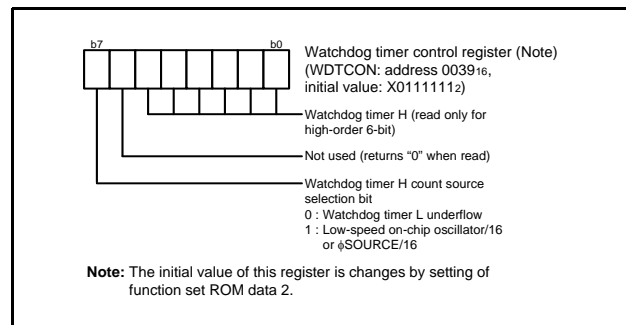 b7
b0
Watchdog timer control register (Note)
(WDTCON: address 003916,
initial value: X01111112)
Watchdog timer H (read only for
high-order 6-bit)
Not used (returns “0” when read)
Watchdog timer H count source
selection bit
0 : Watchdog timer L underflow
1 : Low-speed on-chip oscillator/16
or ϕSOURCE/16
Note: The initial value of this register is changes by setting of
function set ROM data 2.